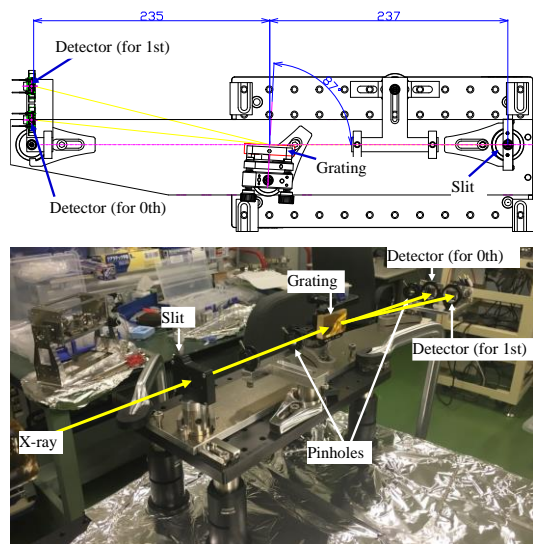 235
237
Detector (for 1st)
87°
Grating
Slit
Detector (for 0th)
Detector (for 0th)
Grating
Slit
Detector (for 1st)
X-ray
Pinholes